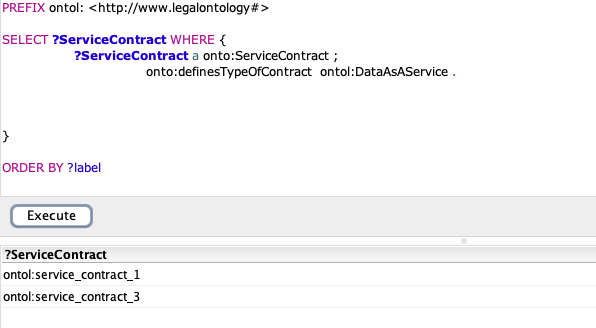 PREFIX ontol: <http://www.legalontology#>
SELECT ?ServiceContract WHERE {
?ServiceContract a onto:ServiceContract ;
onto:definesTypeOfContract ontol:DataAsAService .
}
ORDER BY ?label
Execute
?ServiceContract
ontol:service_contract_1
ontol:service_contract_3